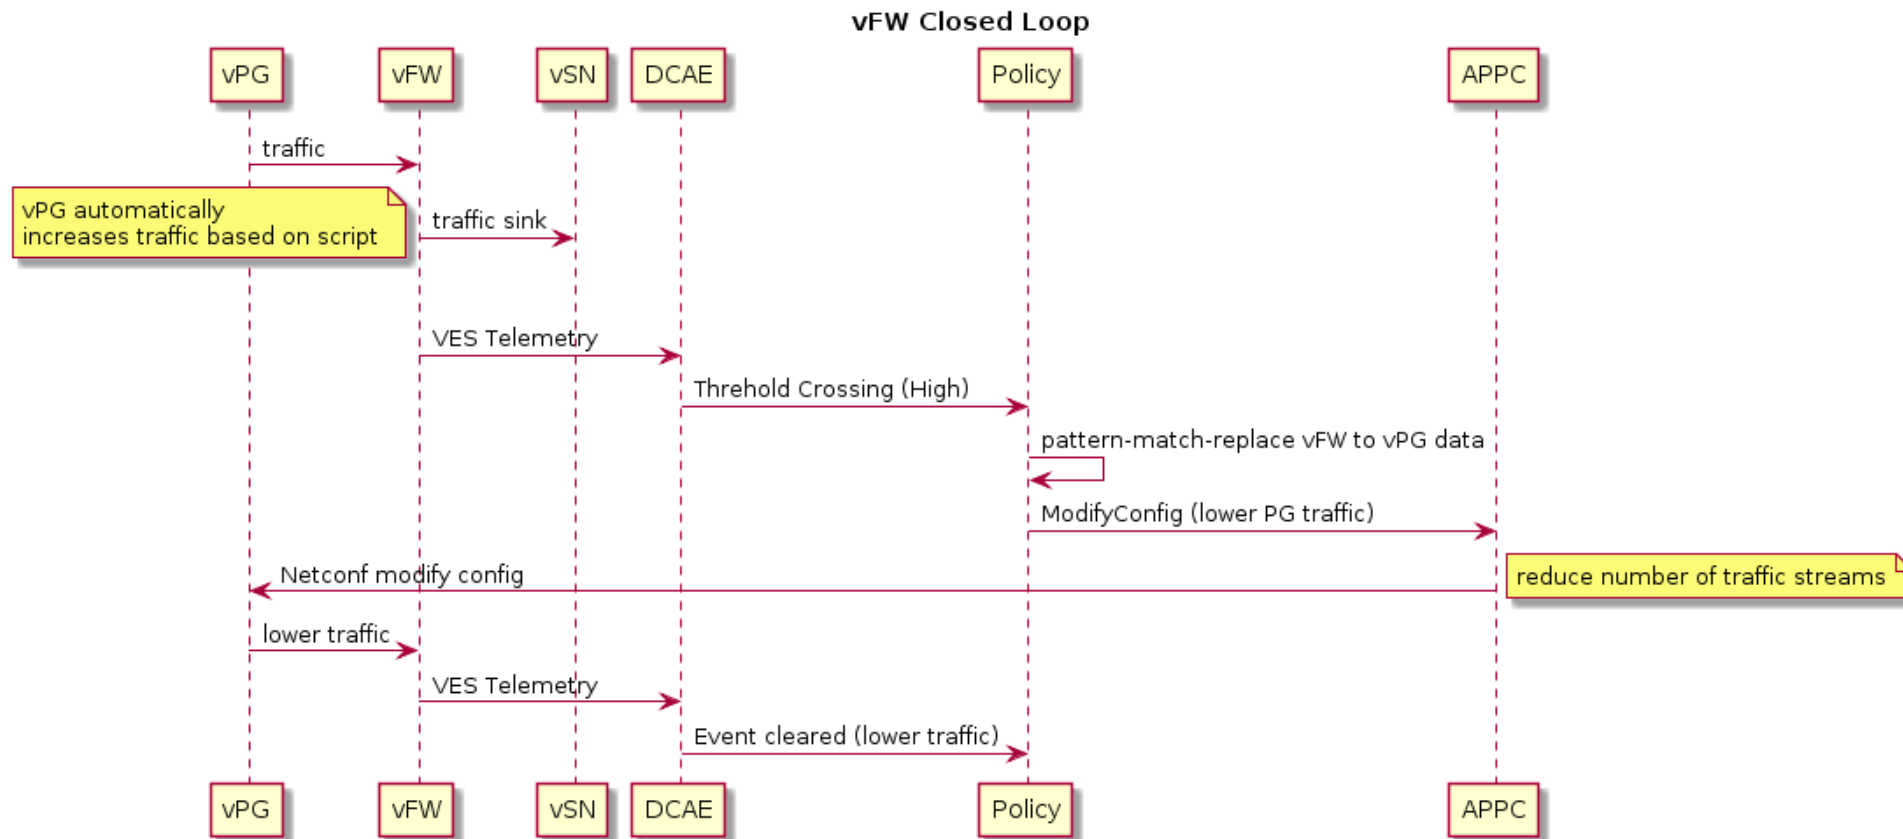 vFW Closed Loop
vPG
vFW
vSN
DCAE
Policy
APPC
traffic
vPG automatically
increases traffic based on script
traffic sink
VES Telemetry
Threhold Crossing (High)
pattern-match-replace vFW to vPG data
ModifyConfig (lower PG traffic)
Netconf modify config
reduce number of traffic streams
lower traffic
VES Telemetry
Event cleared (lower traffic)
vPG
vFW
vSN
DCAE
Policy
APPC